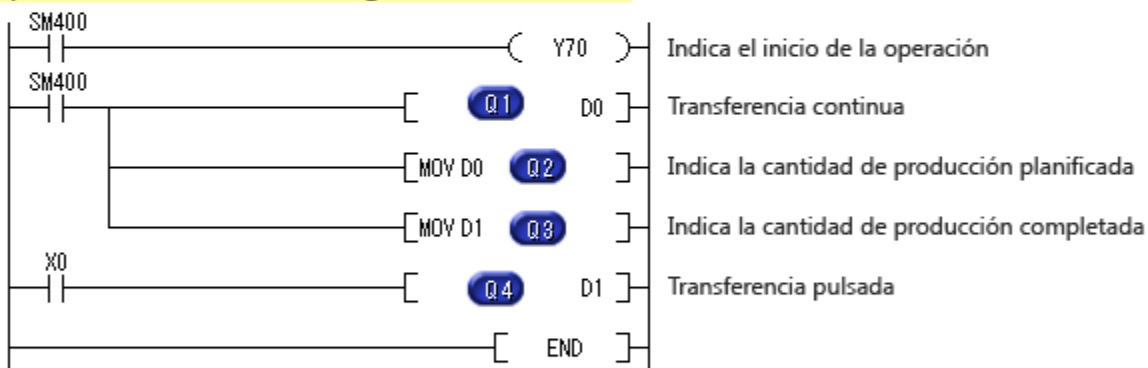 SM400
Y70 Indica el inicio de la operación
SM400
Q1 D0 Transferencia continua
MOV D0 Q2 Indica la cantidad de producción planificada
MOV D1 Q3 Indica la cantidad de producción completada
X0
Q4 D1 Transferencia pulsada
END